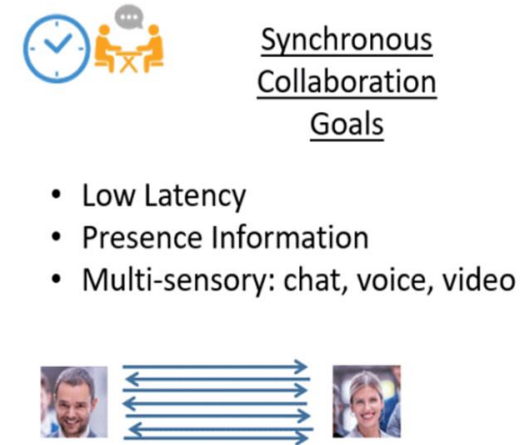 Synchronous
Collaboration
Goals
• Low Latency
• Presence Information
• Multi-sensory: chat, voice, video